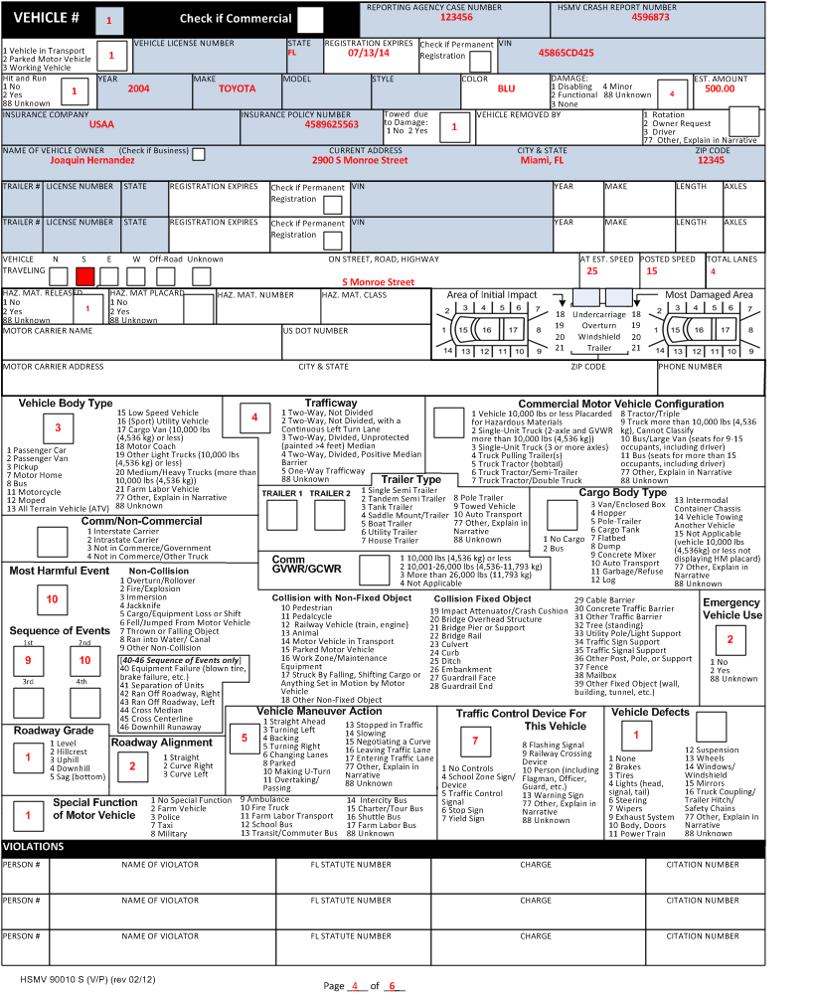 VEHICLE # 1 Check if Commercial REPORTING AGENCY CASE NUMBER 123456 HSMV CRASH REPORT NUMBER 4596873
1 Vehicle in Transport
2 Parked Motor Vehicle
3 Working Vehicle
1
VEHICLE LICENSE NUMBER STATE FL REGISTRATION EXPIRES 07/13/14 Check if Permanent Registration VIN 45865CD425
Hit and Run
1 No
2 Yes
88 Unknown
1
YEAR 2004 MAKE TOYOTA MODEL STYLE COLOR BLU
DAMAGE:
1 Disabling 4 Minor
2 Functional 88 Unknown
3 None
4
EST. AMOUNT 500.00
INSURANCE COMPANY USAA INSURANCE POLICY NUMBER 4589625563
Towed due
to Damage:
1 No 2 Yes
1
VEHICLE REMOVED BY
1 Rotation
2 Owner Request
3 Driver
77 Other, Explain in Narrative
NAME OF VEHICLE OWNER (Check if Business) CURRENT ADDRESS CITY & STATE ZIP CODE
Joaquin Hernandez 2900 S Monroe Street Miami, FL 12345
TRAILER # LICENSE NUMBER STATE REGISTRATION EXPIRES Check if Permanent Registration VIN YEAR MAKE LENGTH AXLES
TRAILER # LICENSE NUMBER STATE REGISTRATION EXPIRES Check if Permanent Registration VIN YEAR MAKE LENGTH AXLES
VEHICLE TRAVELING N S E W Off-Road Unknown
ON STREET, ROAD, HIGHWAY
S Monroe Street
AT EST. SPEED 25 POSTED SPEED 15 TOTAL LANES 4
HAZ. MAT. RELEASED
1 No
2 Yes
88 Unknown
1
HAZ. MAT PLACARD
1 No
2 Yes
88 Unknown
HAZ. MAT. NUMBER HAZ. MAT. CLASS
Area of Initial Impact Most Damaged Area
2 3 4 5 6 7
1 15 16 17 8
14 13 12 11 10 9
18 Undercarriage 18
19 Overturn 19
20 Windshield 20
21 Trailer 21
2 3 4 5 6 7
1 15 16 17 8
14 13 12 11 10 9
MOTOR CARRIER NAME US DOT NUMBER
MOTOR CARRIER ADDRESS CITY & STATE ZIP CODE PHONE NUMBER
Vehicle Body Type
3
1 Passenger Car
2 Passenger Van
3 Pickup
7 Motor Home
8 Bus
11 Motorcycle
12 Moped
13 All Terrain Vehicle (ATV)
15 Low Speed Vehicle
16 (Sport) Utility Vehicle
17 Cargo Van (10,000 lbs
(4,536 kg) or less)
18 Motor Coach
19 Other Light Trucks (10,000 lbs
(4,536 kg) or less)
20 Medium/Heavy Trucks (more than
10,000 lbs (4,536 kg))
21 Farm Labor Vehicle
77 Other, Explain in Narrative
88 Unknown
Trafficway
4
1 Two-Way, Not Divided
2 Two-Way, Not Divided, with a
Continuous Left Turn Lane
3 Two-Way, Divided, Unprotected
(painted >4 feet) Median
4 Two-Way, Divided, Positive Median
Barrier
5 One-Way Trafficway
88 Unknown
Commercial Motor Vehicle Configuration
1 Vehicle 10,000 lbs or less Placarded
for Hazardous Materials
2 Single-Unit Truck (2-axle and GVWR
more than 10,000 lbs (4,536 kg))
3 Single-Unit Truck (3 or more axles)
4 Truck Pulling Trailer(s)
5 Truck Tractor (bobtail)
6 Truck Tractor/Semi-Trailer
7 Truck Tractor/Double Truck
8 Tractor/Triple
9 Truck more than 10,000 lbs (4,536
kg), Cannot Classify
10 Bus/Large Van (seats for 9-15
occupants, including driver)
11 Bus (seats for more than 15
occupants, including driver)
77 Other, Explain in Narrative
88 Unknown
Trailer Type
TRAILER 1 TRAILER 2
1 Single Semi Trailer
2 Tandem Semi Trailer
3 Tank Trailer
4 Saddle Mount/Trailer
5 Boat Trailer
6 Utility Trailer
7 House Trailer
8 Pole Trailer
9 Towed Vehicle
10 Auto Transport
77 Other, Explain in
Narrative
88 Unknown
Cargo Body Type
1 No Cargo
2 Bus
3 Van/Enclosed Box
4 Hopper
5 Pole-Trailer
6 Cargo Tank
7 Flatbed
8 Dump
9 Concrete Mixer
10 Auto Transport
11 Garbage/Refuse
12 Log
13 Intermodal
Container Chassis
14 Vehicle Towing
Another Vehicle
15 Not Applicable
(vehicle 10,000 lbs
(4,536kg) or less not
displaying HM placard)
77 Other, Explain in
Narrative
88 Unknown
Comm/Non-Commercial
1 Interstate Carrier
2 Intrastate Carrier
3 Not in Commerce/Government
4 Not in Commerce/Other Truck
Comm
GVWR/GCWR
1 10,000 lbs (4,536 kg) or less
2 10,001-26,000 lbs (4,536-11,793 kg)
3 More than 26,000 lbs (11,793 kg)
4 Not Applicable
Most Harmful Event
10
Sequence of Events
1st 2nd
9 10
3rd 4th
Non-Collision
1 Overturn/Rollover
2 Fire/Explosion
3 Immersion
4 Jackknife
5 Cargo/Equipment Loss or Shift
6 Fell/Jumped From Motor Vehicle
7 Thrown or Falling Object
8 Ran into Water/ Canal
9 Other Non-Collision
[40-46 Sequence of Events only]
40 Equipment Failure (blown tire,
brake failure, etc.)
41 Separation of Units
42 Ran Off Roadway, Right
43 Ran Off Roadway, Left
44 Cross Median
45 Cross Centerline
46 Downhill Runaway
Collision with Non-Fixed Object
10 Pedestrian
11 Pedalcycle
12 Railway Vehicle (train, engine)
13 Animal
14 Motor Vehicle in Transport
15 Parked Motor Vehicle
16 Work Zone/Maintenance
Equipment
17 Struck By Falling, Shifting Cargo or
Anything Set in Motion by Motor
Vehicle
18 Other Non-Fixed Object
Collision Fixed Object
19 Impact Attenuator/Crash Cushion
20 Bridge Overhead Structure
21 Bridge Pier or Support
22 Bridge Rail
23 Culvert
24 Curb
25 Ditch
26 Embankment
27 Guardrail Face
28 Guardrail End
29 Cable Barrier
30 Concrete Traffic Barrier
31 Other Traffic Barrier
32 Tree (standing)
33 Utility Pole/Light Support
34 Traffic Sign Support
35 Traffic Signal Support
36 Other Post, Pole, or Support
37 Fence
38 Mailbox
39 Other Fixed Object (wall,
building, tunnel, etc.)
Emergency
Vehicle Use
2
1 No
2 Yes
88 Unknown
Roadway Grade
1
1 Level
2 Hillcrest
3 Uphill
4 Downhill
5 Sag (bottom)
Roadway Alignment
2
1 Straight
2 Curve Right
3 Curve Left
Vehicle Maneuver Action
5
1 Straight Ahead
3 Turning Left
4 Backing
5 Turning Right
6 Changing Lanes
8 Parked
10 Making U-Turn
11 Overtaking/
Passing
13 Stopped in Traffic
14 Slowing
15 Negotiating a Curve
16 Leaving Traffic Lane
17 Entering Traffic Lane
77 Other, Explain in
Narrative
88 Unknown
Traffic Control Device For
This Vehicle
7
1 No Controls
4 School Zone Sign/
Device
5 Traffic Control
Signal
6 Stop Sign
7 Yield Sign
8 Flashing Signal
9 Railway Crossing
Device
10 Person (including
Flagman, Officer,
Guard, etc.)
13 Warning Sign
77 Other, Explain in
Narrative
88 Unknown
Vehicle Defects
1
1 None
2 Brakes
3 Tires
4 Lights (head,
signal, tail)
6 Steering
7 Wipers
9 Exhaust System
10 Body, Doors
11 Power Train
12 Suspension
13 Wheels
14 Windows/
Windshield
15 Mirrors
16 Truck Coupling/
Trailer Hitch/
Safety Chains
77 Other, Explain in
Narrative
88 Unknown
Special Function
of Motor Vehicle
1
1 No Special Function
2 Farm Vehicle
3 Police
7 Taxi
8 Military
9 Ambulance
10 Fire Truck
11 Farm Labor Transport
12 School Bus
13 Transit/Commuter Bus
14 Intercity Bus
15 Charter/Tour Bus
16 Shuttle Bus
17 Farm Labor Bus
88 Unknown
VIOLATIONS
PERSON # NAME OF VIOLATOR FL STATUTE NUMBER CHARGE CITATION NUMBER
PERSON # NAME OF VIOLATOR FL STATUTE NUMBER CHARGE CITATION NUMBER
PERSON # NAME OF VIOLATOR FL STATUTE NUMBER CHARGE CITATION NUMBER
HSMV 90010 S (V/P) (rev 02/12)
Page 4 of 6